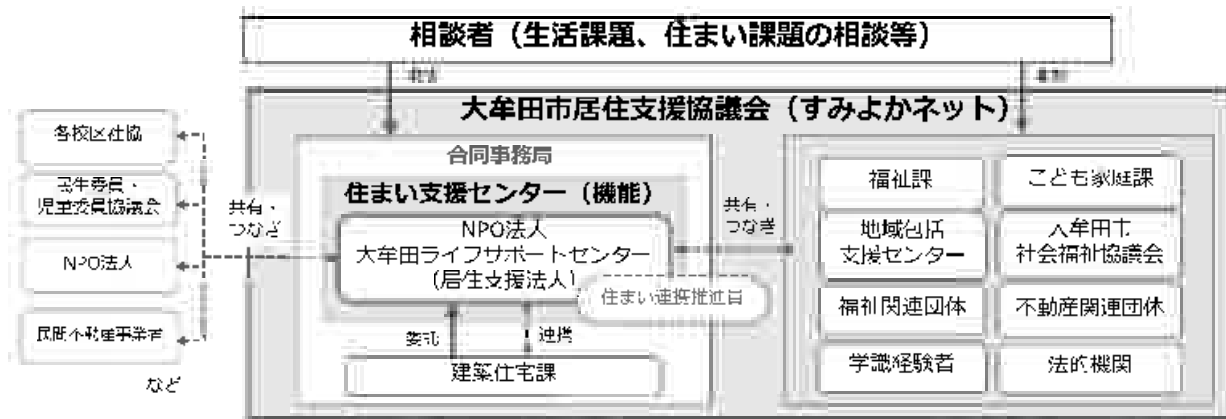 相談者（生活課題、住まい課題の相談等）
大牟田市居住支援協議会（すみよかネット）
各校区社協
民生委員・
児童委員協議会
NPO法人
民間不動産事業者
など
共有・
つなぎ
合同事務局
住まい支援センター（機能）
NPO法人
大牟田ライフサポートセンター
（居住支援法人）
住まい連携推進員
委託
連携
建築住宅課
共有・
つなぎ
福祉課
こども家庭課
地域包括
支援センター
大牟田市
社会福祉協議会
福祉関連団体
不動産関連団体
学識経験者
法的機関